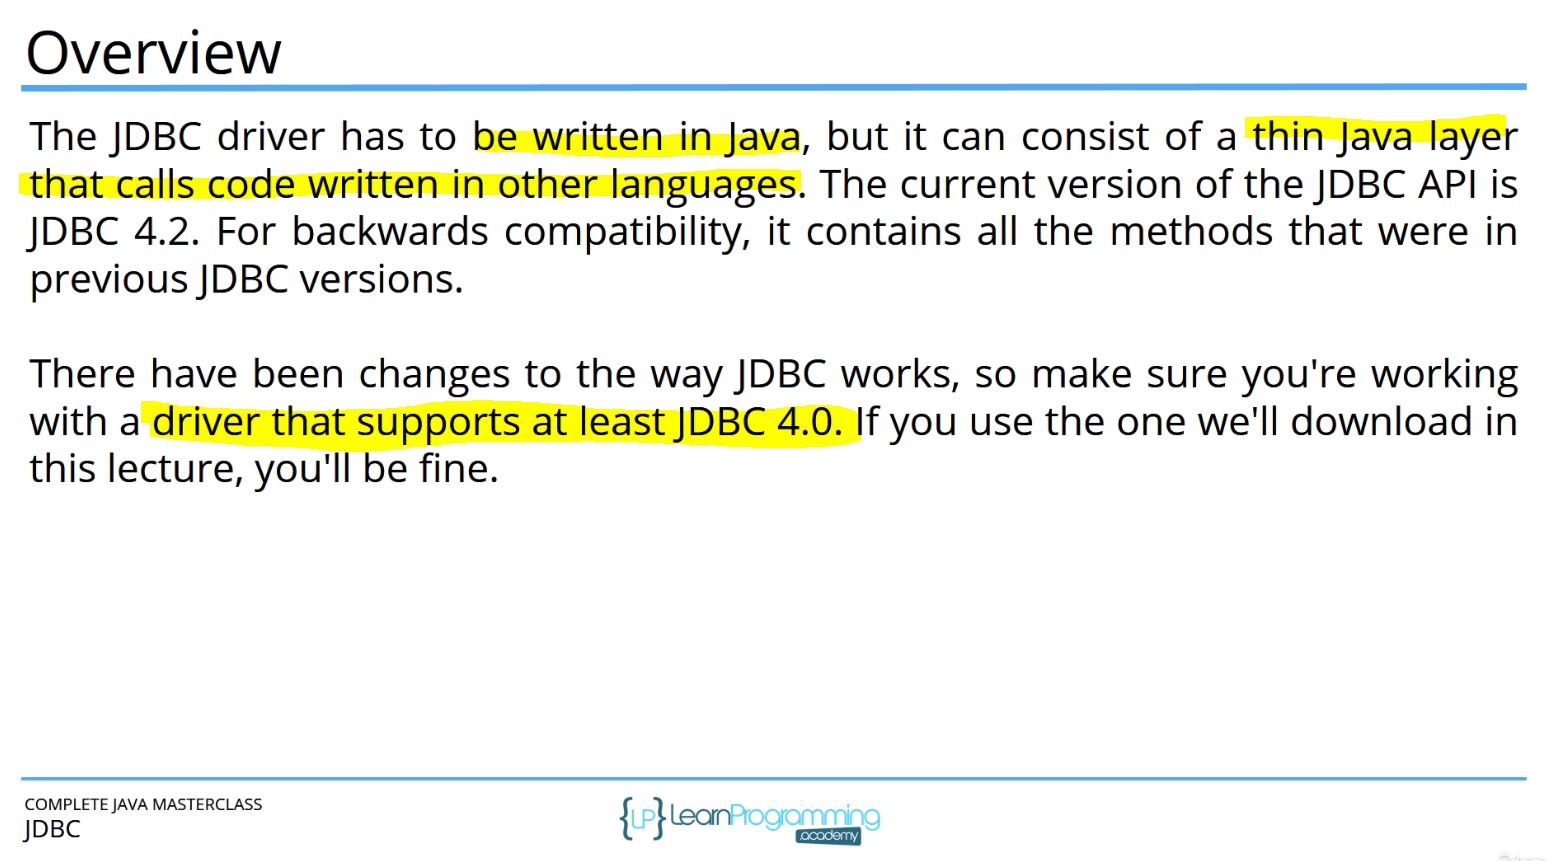 Overview
The JDBC driver has to be written in Java, but it can consist of a thin Java layer
that calls code written in other languages. The current version of the JDBC API is
JDBC 4.2. For backwards compatibility, it contains all the methods that were in
previous JDBC versions.
There have been changes to the way JDBC works, so make sure you're working
with a driver that supports at least JDBC 4.0. If you use the one we'll download in
this lecture, you'll be fine.
COMPLETE JAVA MASTERCLASS
JDBC
{LP} LearnProgramming
.academy